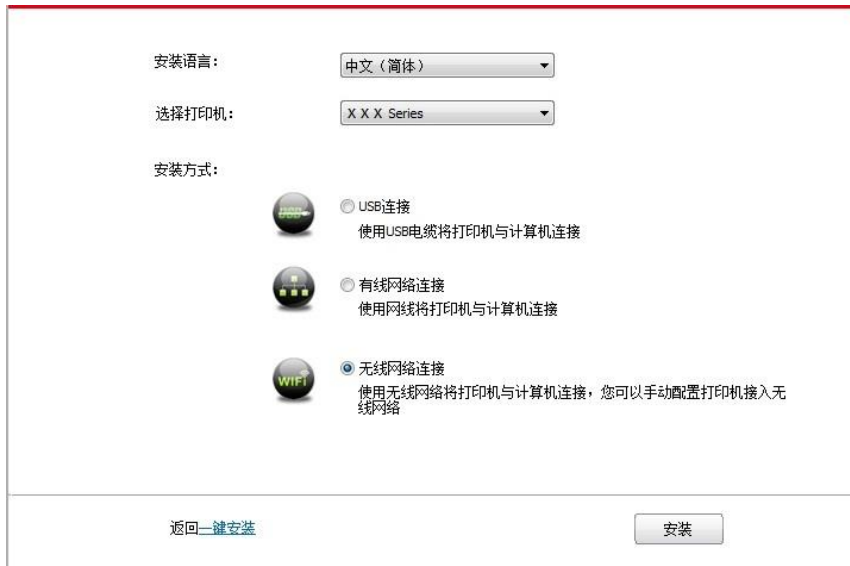 安装语言：
中文（简体）
选择打印机：
X X X Series
安装方式：
USB
USB连接
使用USB电缆将打印机与计算机连接
有线网络连接
使用网线将打印机与计算机连接
WIFI
无线网络连接
使用无线网络将打印机与计算机连接，您可以手动配置打印机接入无
线网络
返回一键安装
安装